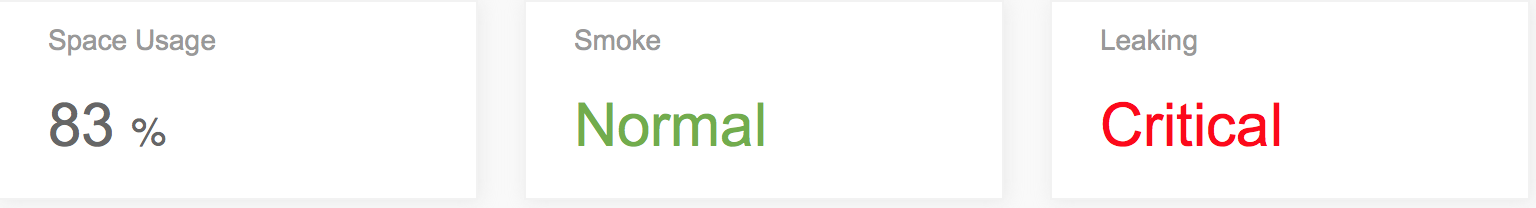 Space Usage
83 %
Smoke
Normal
Leaking
Critical